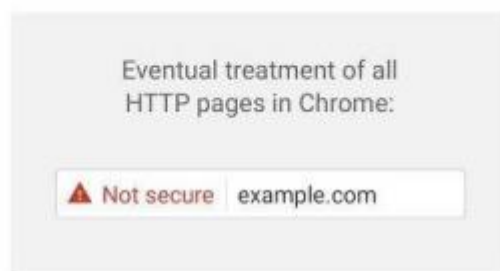 Eventual treatment of all
HTTP pages in Chrome:
Not secure example.com